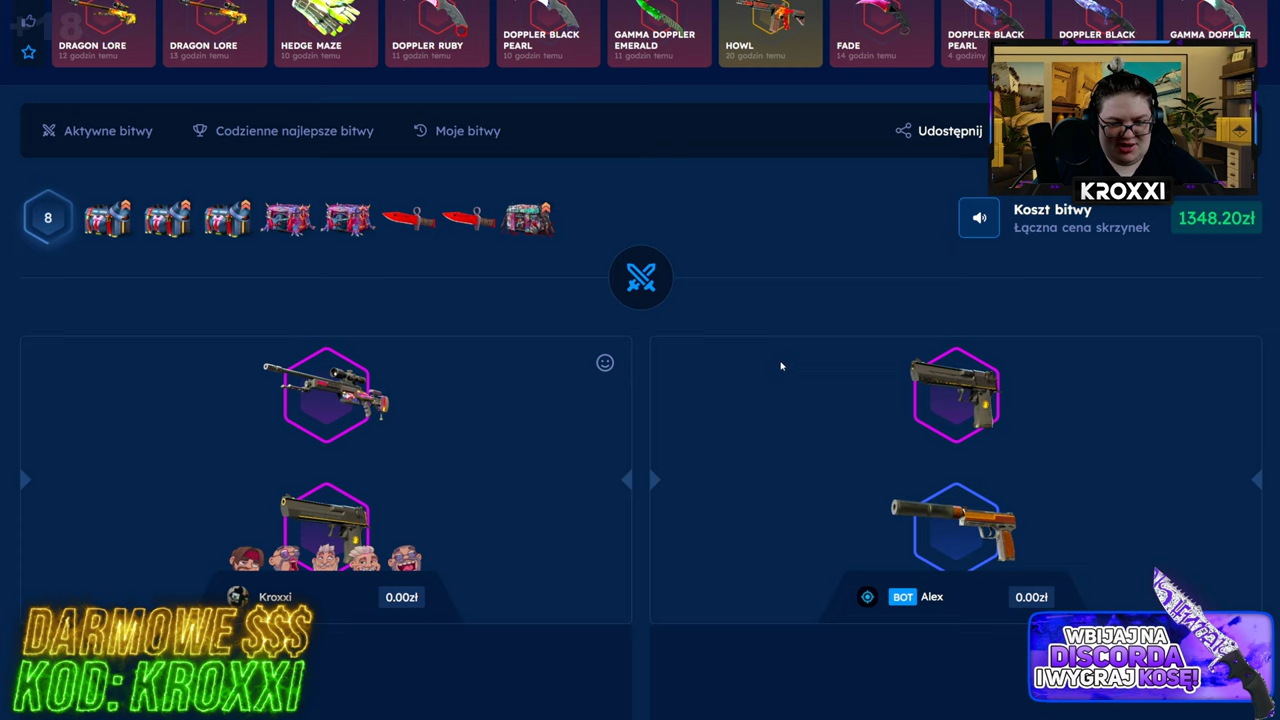 +18
DRAGON LORE
12 godzin temu
DRAGON LORE
13 godzin temu
HEDGE MAZE
10 godzin temu
DOPPLER RUBY
11 godzin temu
DOPPLER BLACK
PEARL
10 godzin temu
GAMMA DOPPLER
EMERALD
11 godzin temu
HOWL
20 godzin temu
FADE
14 godzin temu
DOPPLER BLACK
PEARL
4 godziny
DOPPLER BLACK
GAMMA DOPPLER
Aktywne bitwy
Codzienne najlepsze bitwy
Moje bitwy
Udostępnij
KROXXI
8
Koszt bitwy
Łączna cena skrzynek
1348.20zł
Kroxxi
0.00zł
BOT
Alex
0.00zł
DARMOWE $$$
KOD: KROXXI
WBIJAJ NA
DISCORDA
I WYGRAJ KOSĘ!